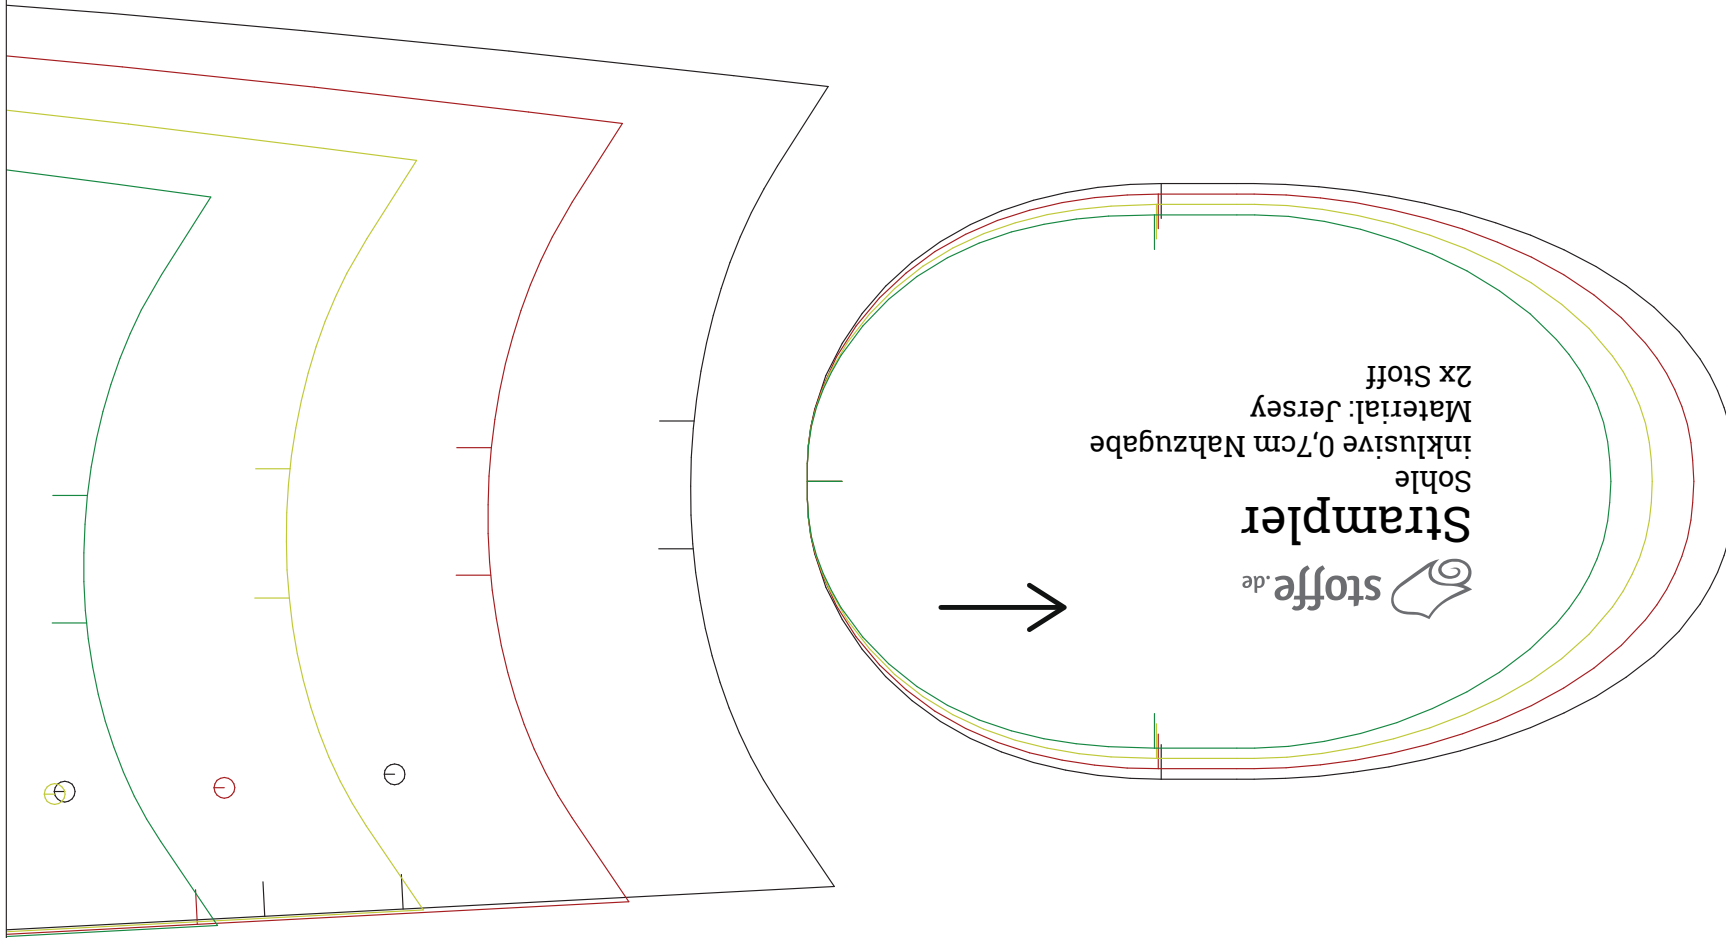 stoffe.de
Strampler
Sohle
inklusive 0,7cm Nahzugabe
Material: Jersey
2x Stoff